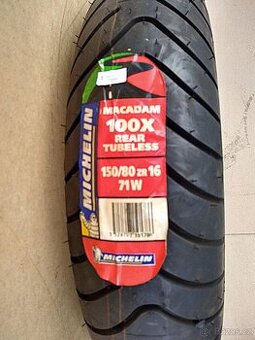 MACADAM
100X
REAR
TUBELESS
150/80 ZR 16
71W
MICHELIN
MICHELIN